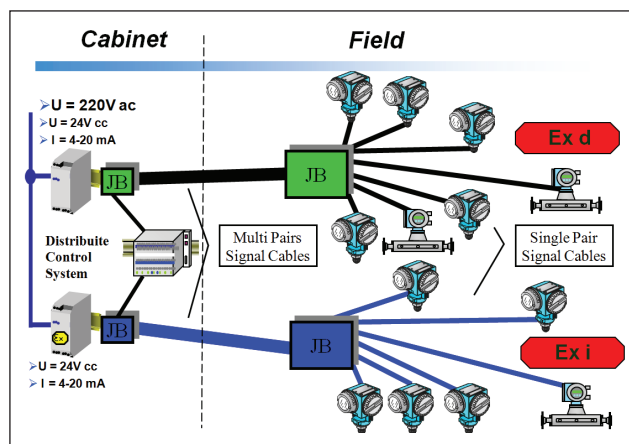 Cabinet
Field
U = 220V ac
U = 24V cc
I = 4-20 mA
Ex d
JB
JB
Distribuite
Control
System
Multi Pairs
Signal Cables
Single Pair
Signal Cables
Ex
JB
JB
Ex i
U = 24V cc
I = 4-20 mA